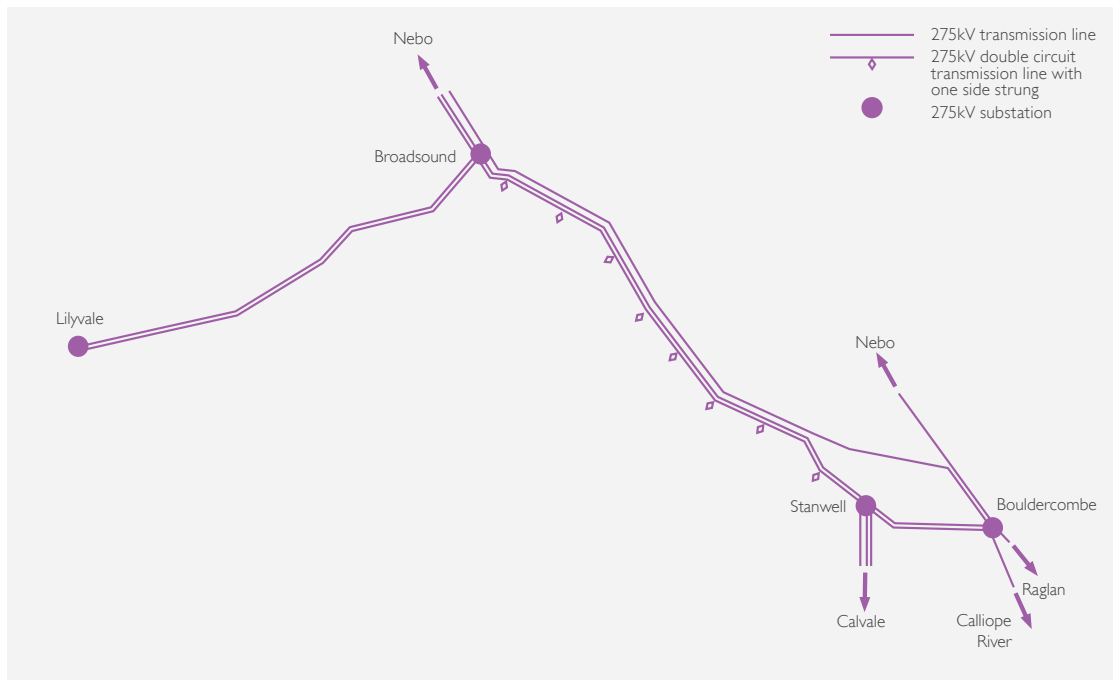 Nebo
275kV transmission line
275kV double circuit
transmission line with
one side strung
275kV substation
Broadsound
Lilyvale
Nebo
Bouldercombe
Stanwell
Raglan
Calvale
Calliope
River